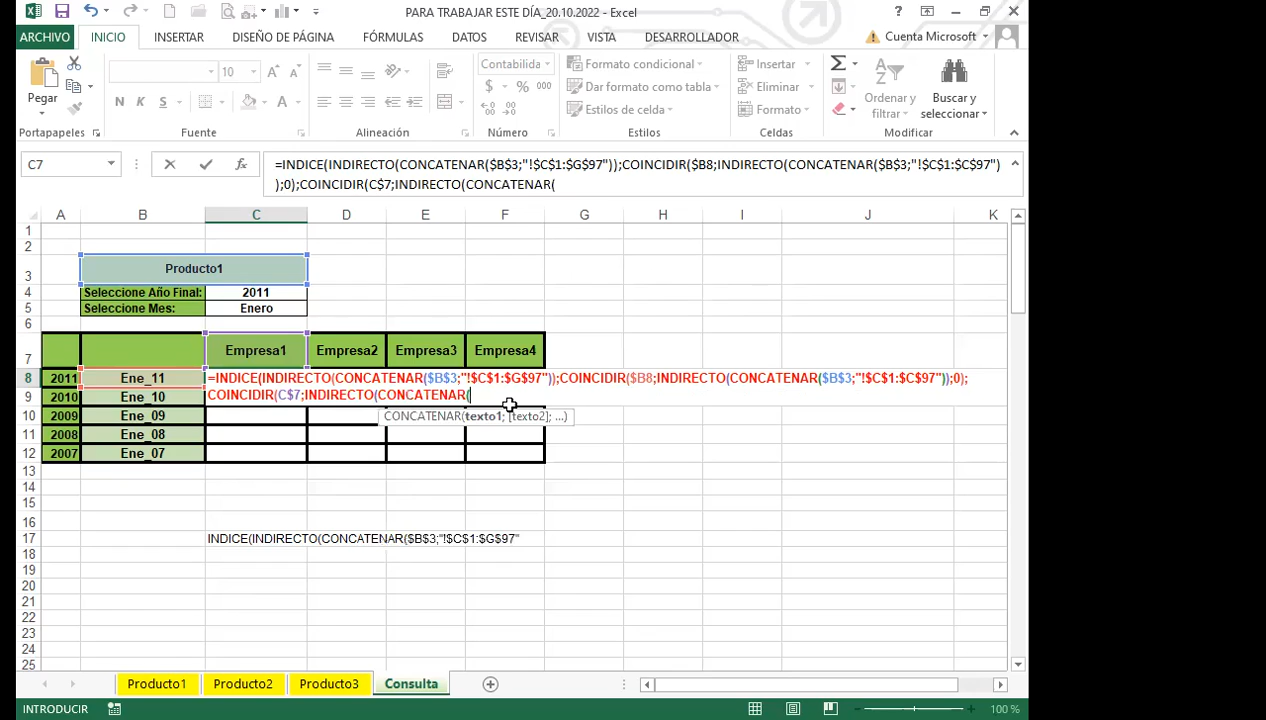 PARA TRABAJAR ESTE DÍA_20.10.2022 - Excel
ARCHIVO INICIO INSERTAR DISEÑO DE PÁGINA FÓRMULAS DATOS REVISAR VISTA DESARROLLADOR Cuenta Microsoft
Pegar
10
N K S
Contabilidad
$ % 000
Formato condicional
Dar formato como tabla
Estilos de celda
Insertar
Eliminar
Formato
Ordenar y filtrar
Buscar y seleccionar
Portapapeles Fuente Alineación Número Estilos Celdas Modificar
C7
=INDICE(INDIRECTO(CONCATENAR($B$3;"!$C$1:$G$97"));COINCIDIR($B8;INDIRECTO(CONCATENAR($B$3;"!$C$1:$C$97")
);0);COINCIDIR(C$7;INDIRECTO(CONCATENAR(
A B C D E F G H I J K
1
2
3 Producto1
4 Seleccione Año Final: 2011
5 Seleccione Mes: Enero
6
7 Empresa1 Empresa2 Empresa3 Empresa4
8 2011 Ene_11 =INDICE(INDIRECTO(CONCATENAR($B$3;"!$C$1:$G$97"));COINCIDIR($B8;INDIRECTO(CONCATENAR($B$3;"!$C$1:$C$97"));0);
9 2010 Ene_10 COINCIDIR(C$7;INDIRECTO(CONCATENAR(
CONCATENAR(texto1; [texto2]; ...)
10 2009 Ene_09
11 2008 Ene_08
12 2007 Ene_07
13
14
15
16
17 INDICE(INDIRECTO(CONCATENAR($B$3;"!$C$1:$G$97"
18
19
20
21
22
23
24
25
Producto1 Producto2 Producto3 Consulta
INTRODUCIR 100 %